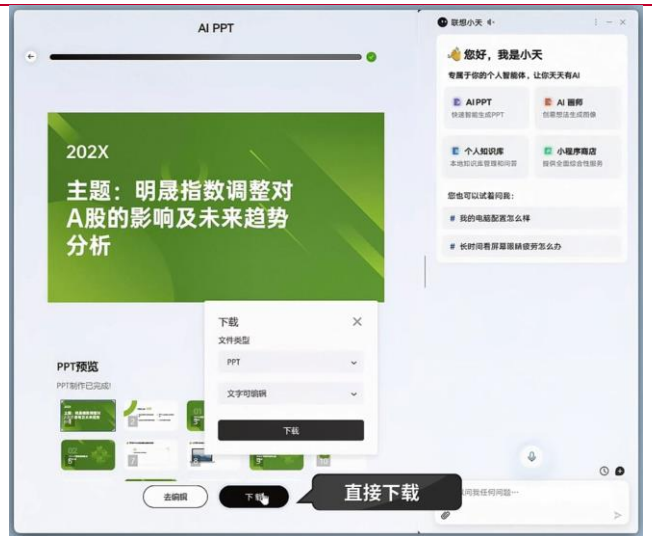 AI PPT
202X
主题：明晟指数调整对
A股的影响及未来趋势
分析
下载
文件类型
PPT
文字可编辑
下载
PPT预览
PPT制作已完成!
去编辑
下载
直接下载
联想小天
您好，我是小天
专属于你的个人智能体，让你天天有AI
AI PPT
快速智能生成PPT
AI 画师
创意想法生成图像
个人知识库
本地知识库管理和问答
小程序商店
提供全面综合性服务
您也可以试着问我：
# 我的电脑配置怎么样
# 长时间看屏幕眼睛疲劳怎么办
问我任何问题…